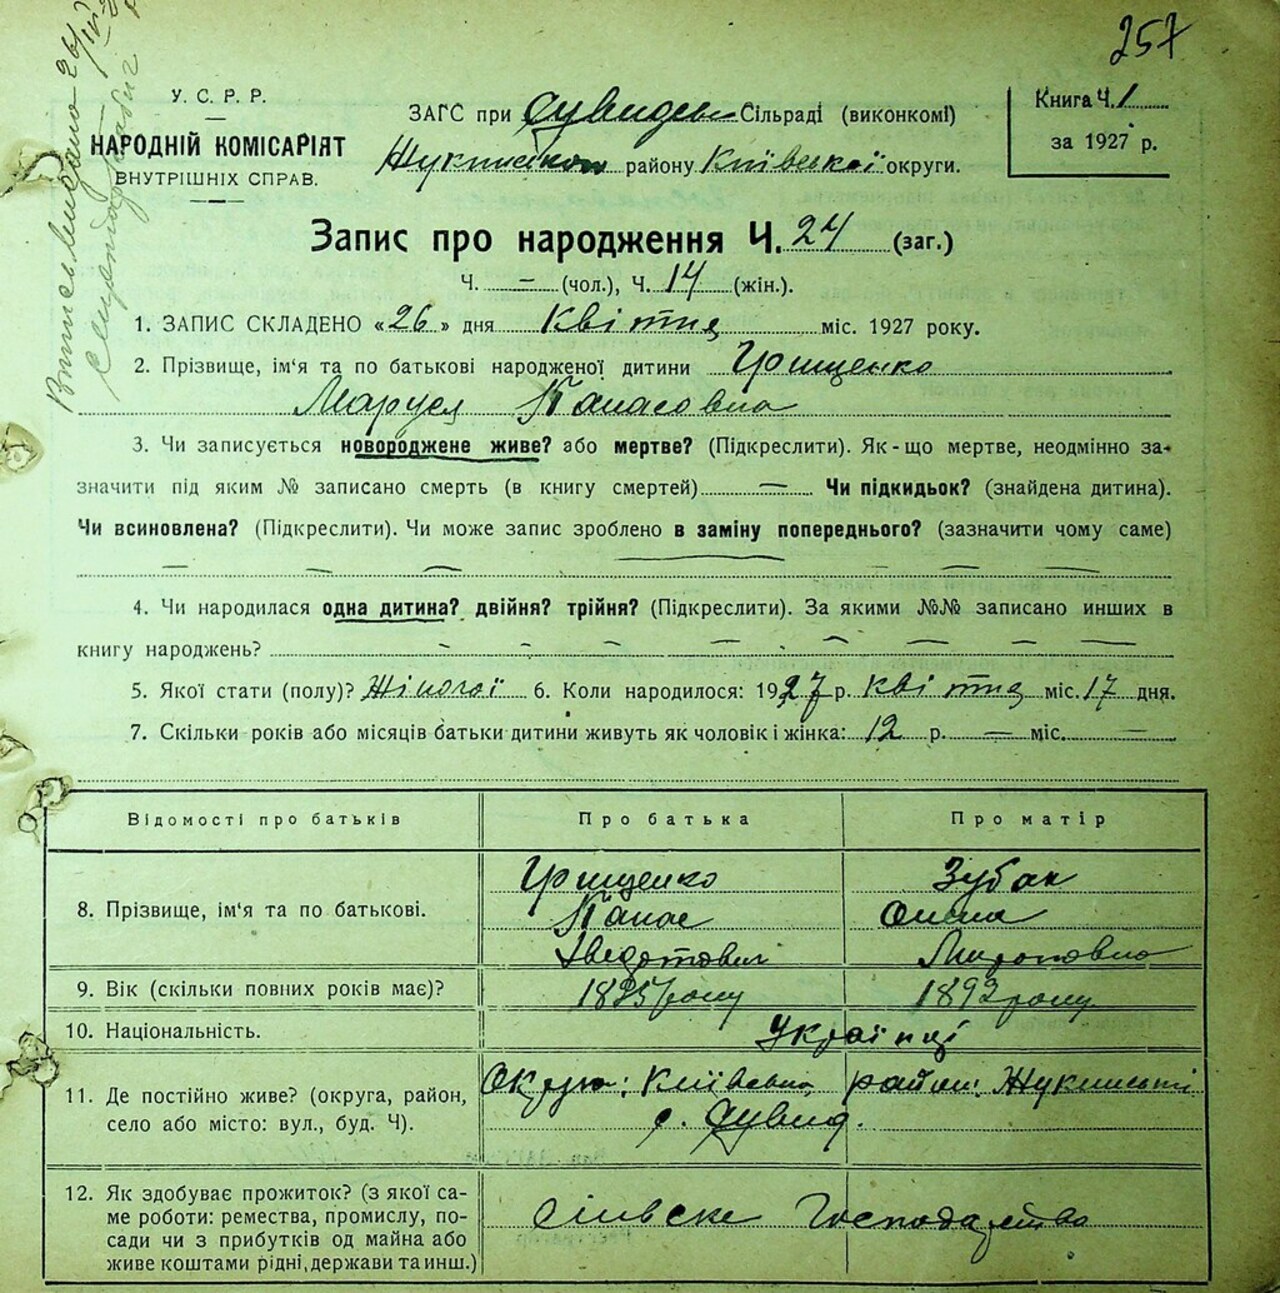 257
У. С. Р. Р.
НАРОДНІЙ КОМІСАРІЯТ
ВНУТРІШНІХ СПРАВ.
ЗАГС при Сувидськ Сільраді (виконкомі)
Жукинськом району Київської округи.
Книга Ч. 1
за 1927 р.
Запис про народження Ч. 24 (заг.)
Ч. — (чол.), Ч. 14 (жін.).
1. ЗАПИС СКЛАДЕНО «26» дня Квітня міс. 1927 року.
2. Прізвище, ім'я та по батькові народженої дитини Грищенко
Маруся Панасовна
3. Чи записується новороджене живе? або мертве? (Підкреслити). Як-що мертве, неодмінно за-
значити під яким № записано смерть (в книгу смертей) — Чи підкидьок? (знайдена дитина).
Чи всиновлена? (Підкреслити). Чи може запис зроблено в заміну попереднього? (зазначити чому саме)
4. Чи народилася одна дитина? двійня? трійня? (Підкреслити). За якими №№ записано инших в
книгу народжень?
5. Якої стати (полу)? Жіночої 6. Коли народилося: 1927 р. квітня міс. 17 дня.
7. Скільки років або місяців батьки дитини живуть як чоловік і жінка: 12 р. — міс. —
Відомості про батьків Про батька Про матір
8. Прізвище, ім'я та по батькові.
Грищенко
Панас
Зубак
9. Вік (скільки повних років має)? 1892 року
10. Національність. Українці
11. Де постійно живе? (округа, район,
село або місто: вул., буд. Ч).
Округа: Київська, район: Жукинський
с. Сувид.
12. Як здобуває прожиток? (з якої са-
ме роботи: ремества, промислу, по-
сади чи з прибутків од майна або
живе коштами рідні, держави та инш.)
Сільське Господарство